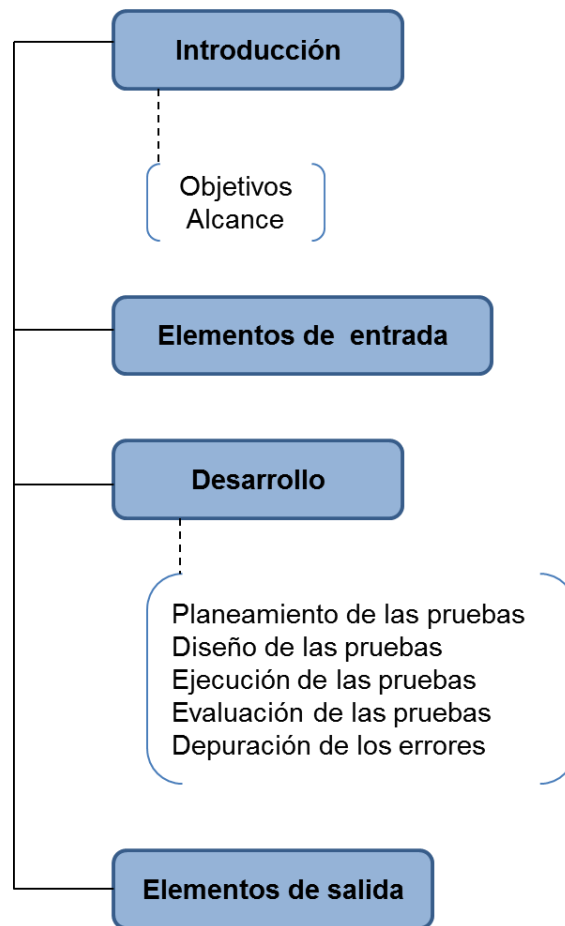 Introducción
Objetivos
Alcance
Elementos de entrada
Desarrollo
Planeamiento de las pruebas
Diseño de las pruebas
Ejecución de las pruebas
Evaluación de las pruebas
Depuración de los errores
Elementos de salida